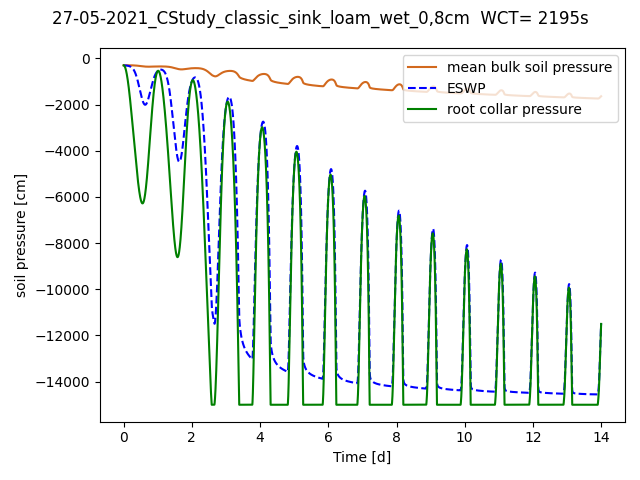 27-05-2021_CStudy_classic_sink_loam_wet_0,8cm WCT= 2195s
mean bulk soil pressure
ESWP
root collar pressure
soil pressure [cm]
0
−2000
−4000
−6000
−8000
−10000
−12000
−14000
0 2 4 6 8 10 12 14
Time [d]